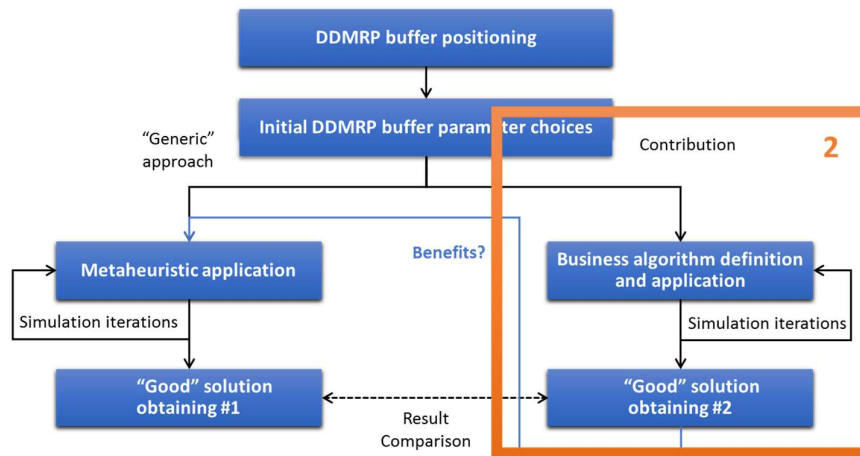 DDMRP buffer positioning
Initial DDMRP buffer parameter choices
“Generic”
approach
Contribution
2
Benefits?
Metaheuristic application
Business algorithm definition
and application
Simulation iterations
Simulation iterations
“Good” solution
obtaining #1
“Good” solution
obtaining #2
Result
Comparison